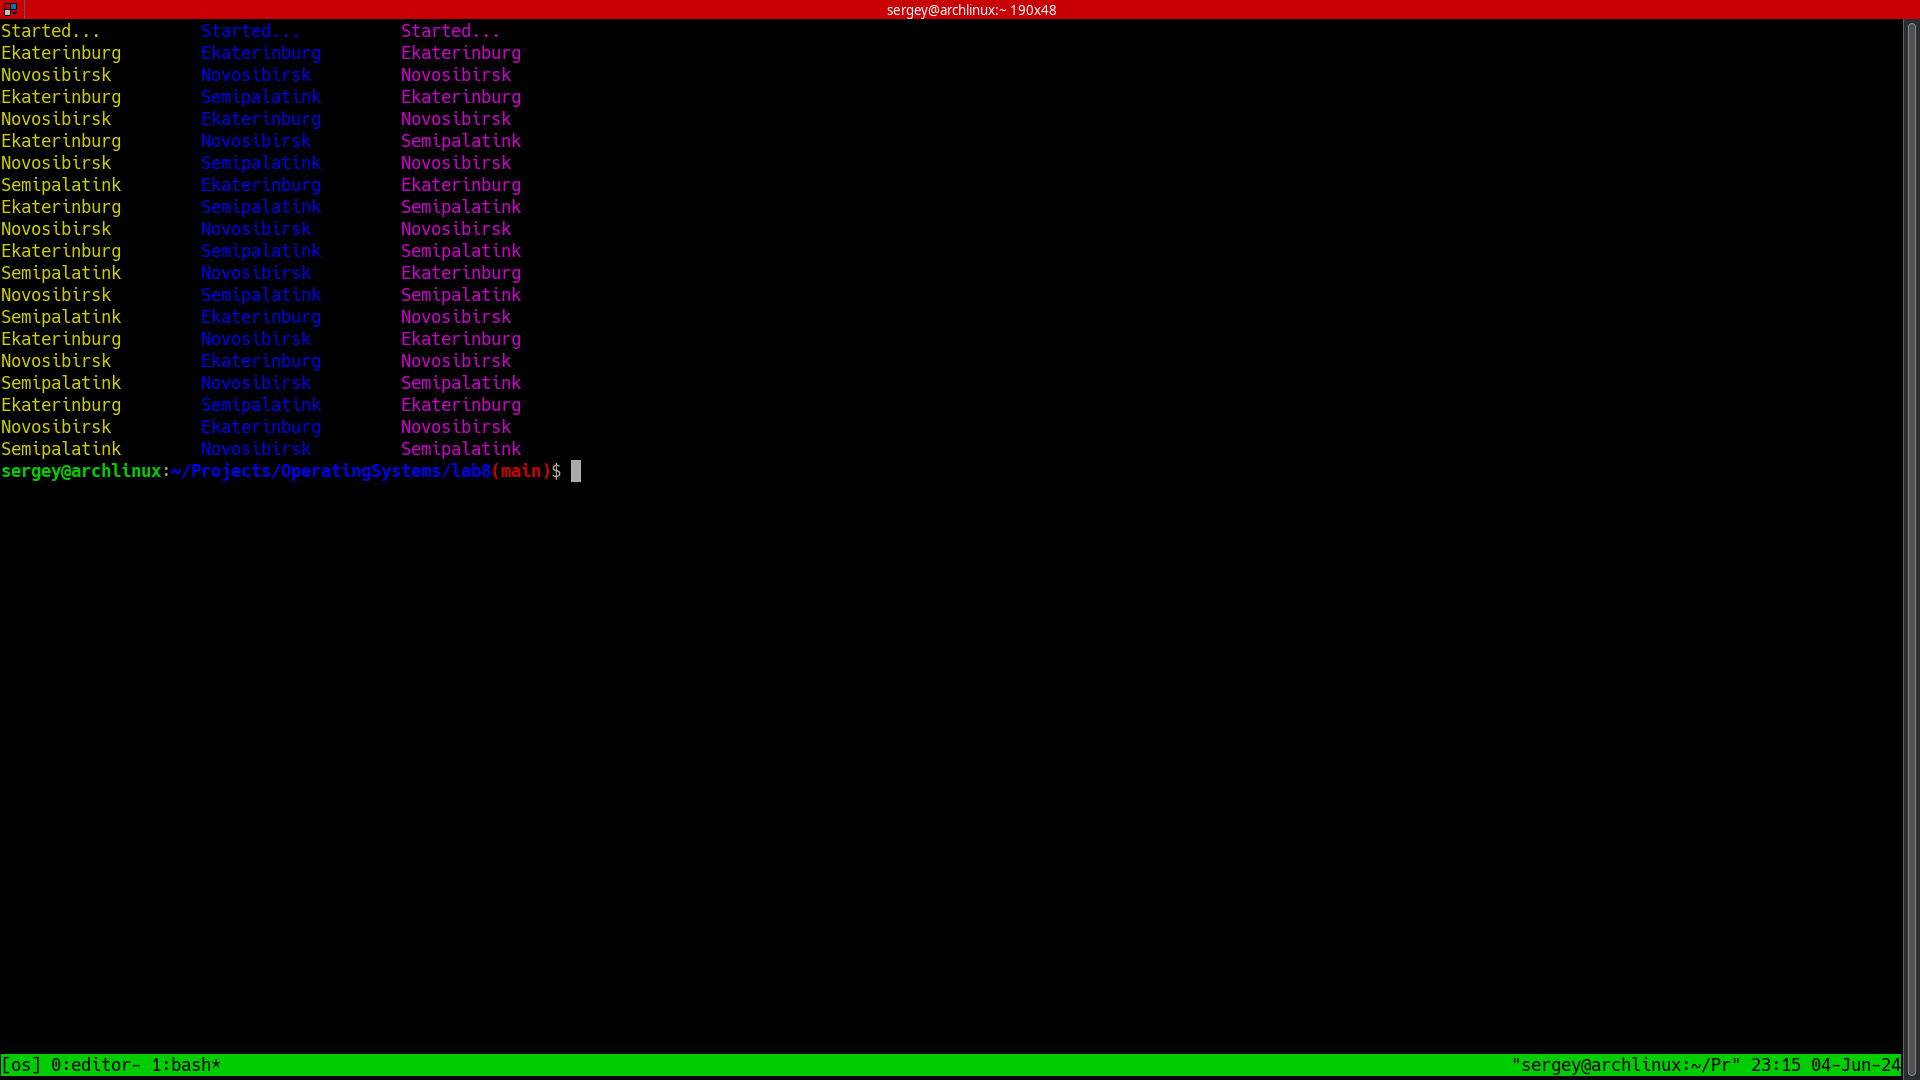 sergey@archlinux:~ 190x48
Started... Started... Started...
Ekaterinburg Ekaterinburg Ekaterinburg
Novosibirsk Novosibirsk Novosibirsk
Ekaterinburg Semipalatink Ekaterinburg
Novosibirsk Ekaterinburg Novosibirsk
Ekaterinburg Novosibirsk Semipalatink
Novosibirsk Semipalatink Novosibirsk
Semipalatink Ekaterinburg Ekaterinburg
Ekaterinburg Semipalatink Semipalatink
Novosibirsk Novosibirsk Novosibirsk
Ekaterinburg Semipalatink Semipalatink
Semipalatink Novosibirsk Ekaterinburg
Novosibirsk Semipalatink Semipalatink
Semipalatink Ekaterinburg Novosibirsk
Ekaterinburg Novosibirsk Ekaterinburg
Novosibirsk Ekaterinburg Novosibirsk
Semipalatink Novosibirsk Semipalatink
Ekaterinburg Semipalatink Ekaterinburg
Novosibirsk Ekaterinburg Novosibirsk
Semipalatink Novosibirsk Semipalatink
sergey@archlinux:~/Projects/OperatingSystems/lab8(main)$
[os] 0:editor- 1:bash* "sergey@archlinux:~/Pr" 23:15 04-Jun-24